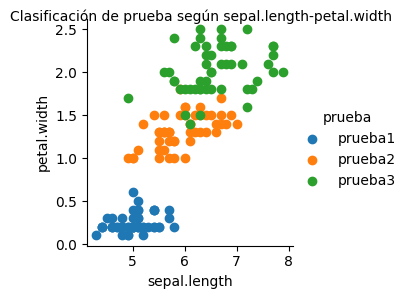 Clasificación de prueba según sepal.length-petal.width
2.5
2.0
1.5
1.0
0.5
0.0
petal.width
5
6
7
8
sepal.length
prueba
prueba1
prueba2
prueba3